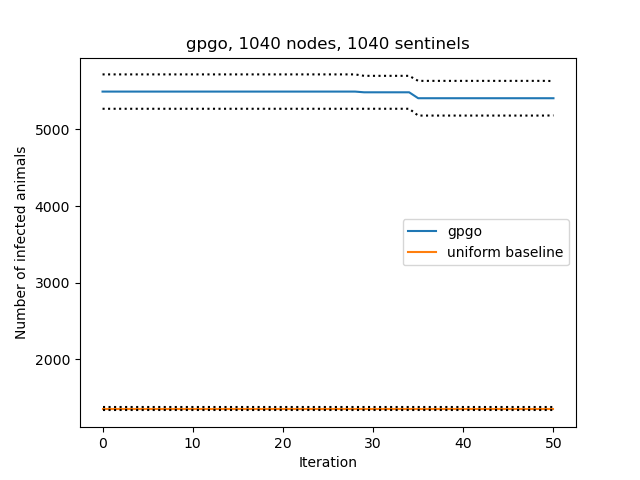 gpgo, 1040 nodes, 1040 sentinels
Number of infected animals
5000
4000
3000
2000
gpgo
uniform baseline
0
10
20
30
40
50
Iteration